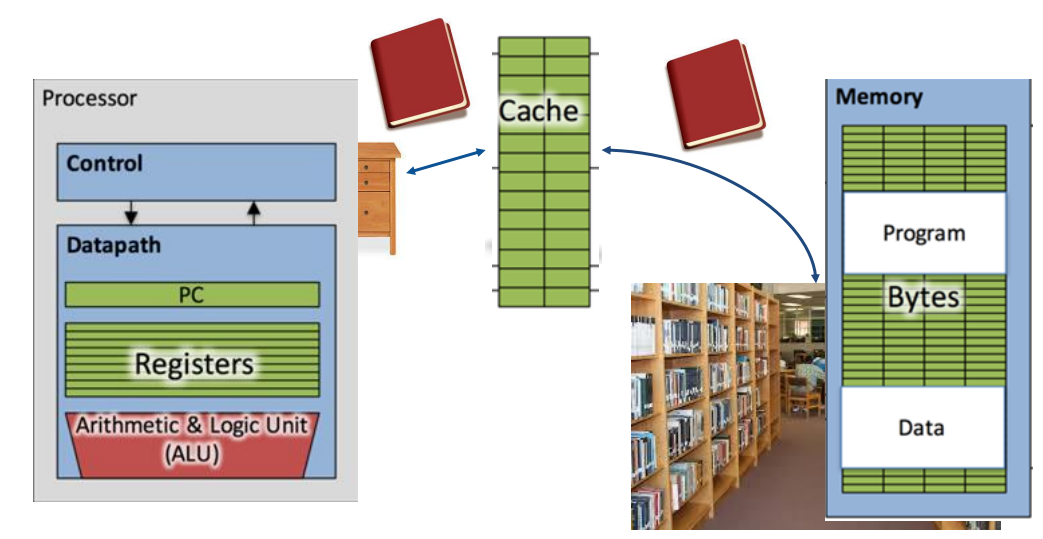 Processor
Control
Datapath
PC
Registers
Arithmetic & Logic Unit
(ALU)
Cache
Memory
Program
Bytes
Data